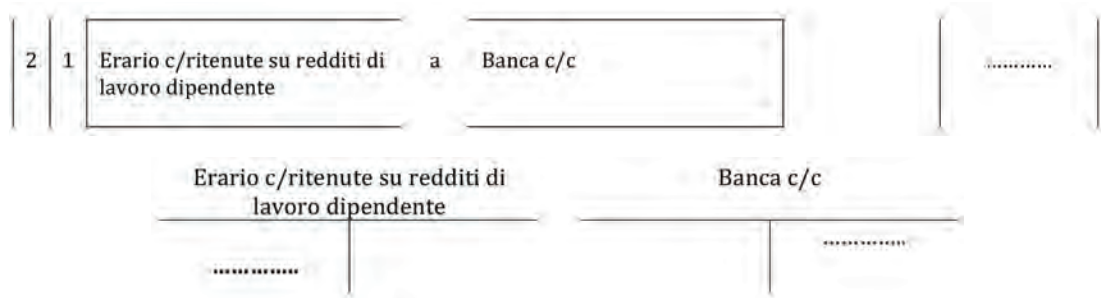 2 1 Erario c/ritenute su redditi di a Banca c/c ............
lavoro dipendente
Erario c/ritenute su redditi di Banca c/c
lavoro dipendente
..............
..............